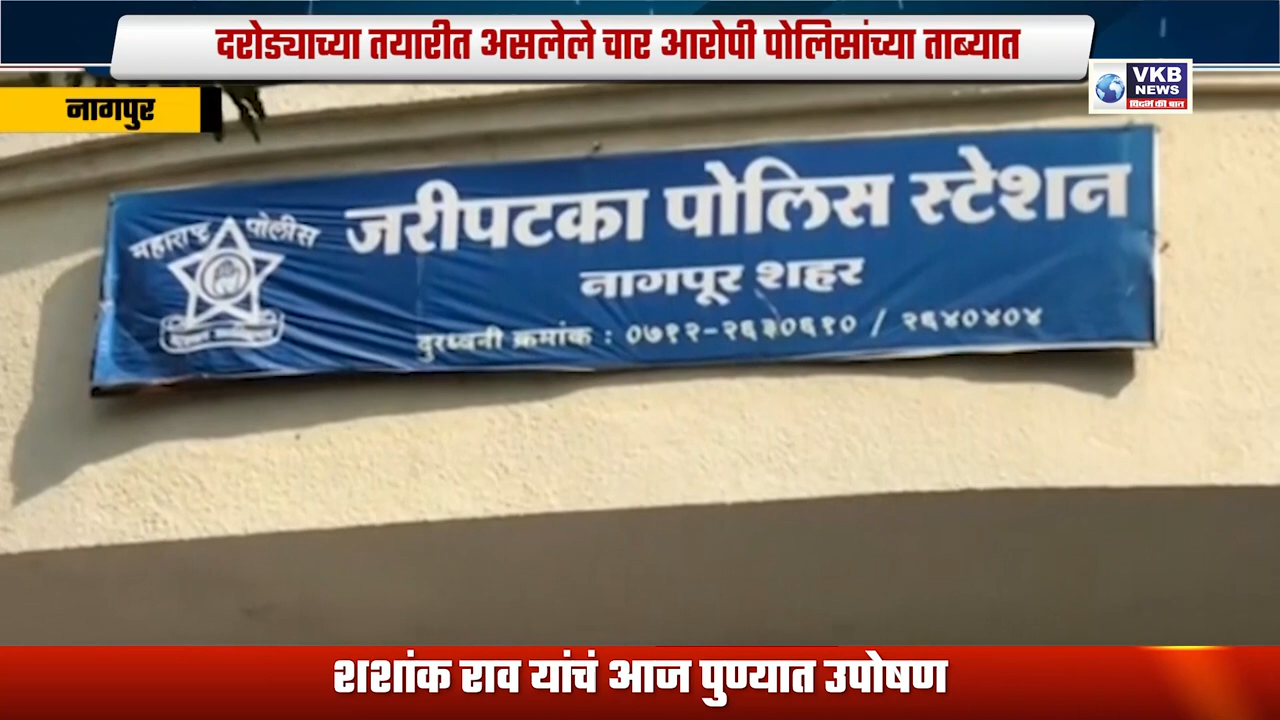 दरोड्याच्या तयारीत असलेले चार आरोपी पोलिसांच्या ताब्यात
VKB
NEWS
विदर्भ की बात
नागपुर
महाराष्ट्र पोलीस
जरीपटका पोलिस स्टेशन
नागपूर शहर
दुरध्वनी क्रमांक : ०७१२-२६३०६१० / २६४०४०४
शशांक राव यांचं आज पुण्यात उपोषण